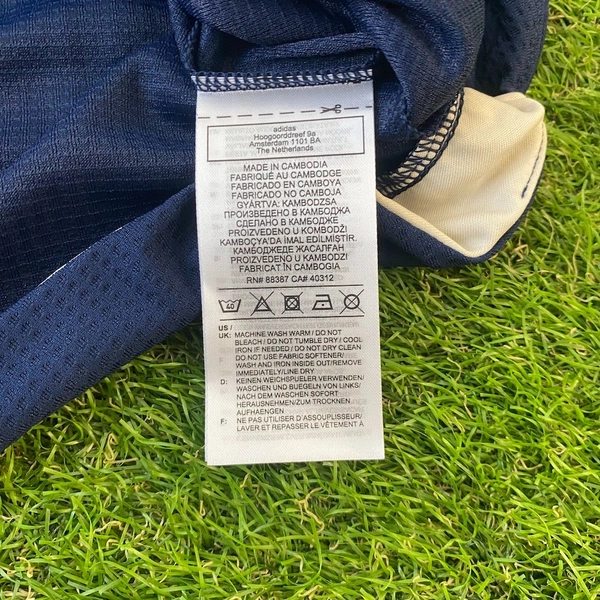 adidas
Hoogoorddreef 9a
Amsterdam 1101 BA
The Netherlands
MADE IN CAMBODIA
FABRIQUÉ AU CAMBODGE
FABRICADO EN CAMBOYA
FABRICADO NO CAMBOJA
GYÁRTVA: KAMBODZSA
ПРОИЗВЕДЕНО В КАМБОДЖА
СДЕЛАНО В КАМБОДЖЕ
PROIZVEDENO U KAMBODŽI
KAMBOÇYA'DA İMAL EDİLMİŞTİR.
КАМБОДЖЕДЕ ЖАСАЛҒАН
PROIZVEDENO U KOMBODŽI
FABRICAT ÎN CAMBOGIA
RN# 88387 CA# 40312
40
US /
UK: MACHINE WASH WARM / DO NOT
BLEACH / DO NOT TUMBLE DRY / COOL
IRON IF NEEDED / DO NOT DRY CLEAN
DO NOT USE FABRIC SOFTENER/
WASH AND IRON INSIDE OUT/REMOVE
IMMEDIATELY/LINE DRY
D: KEINEN WEICHSPUELER VERWENDEN/
WASCHEN UND BUEGELN VON LINKS/
NACH DEM WASCHEN SOFORT
HERAUSNEHMEN/ZUM TROCKNEN
AUFHAENGEN
F: NE PAS UTILISER D'ASSOUPLISSEUR/
LAVER ET REPASSER LE VÊTEMENT À